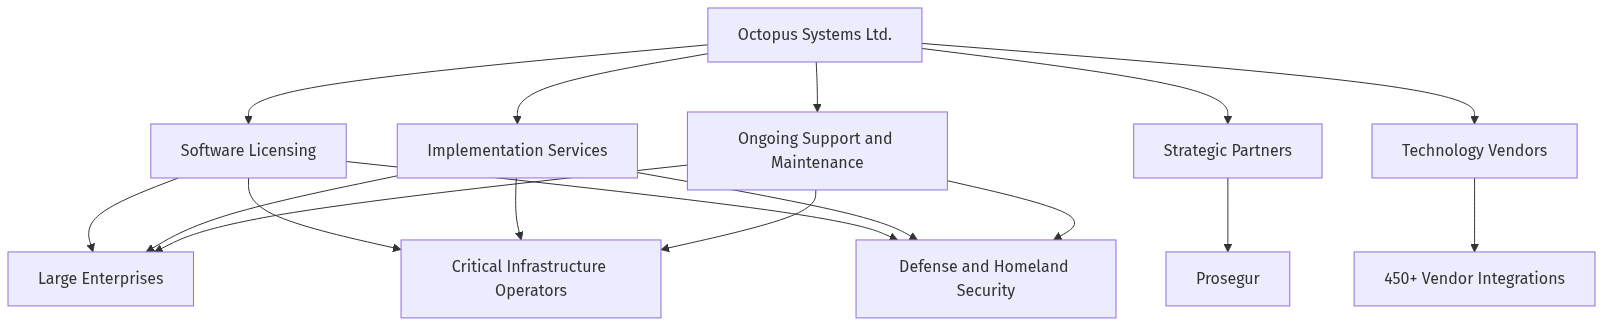 Octopus Systems Ltd.
Software Licensing
Implementation Services
Ongoing Support and
Maintenance
Strategic Partners
Technology Vendors
Large Enterprises
Critical Infrastructure
Operators
Defense and Homeland
Security
Prosegur
450+ Vendor Integrations